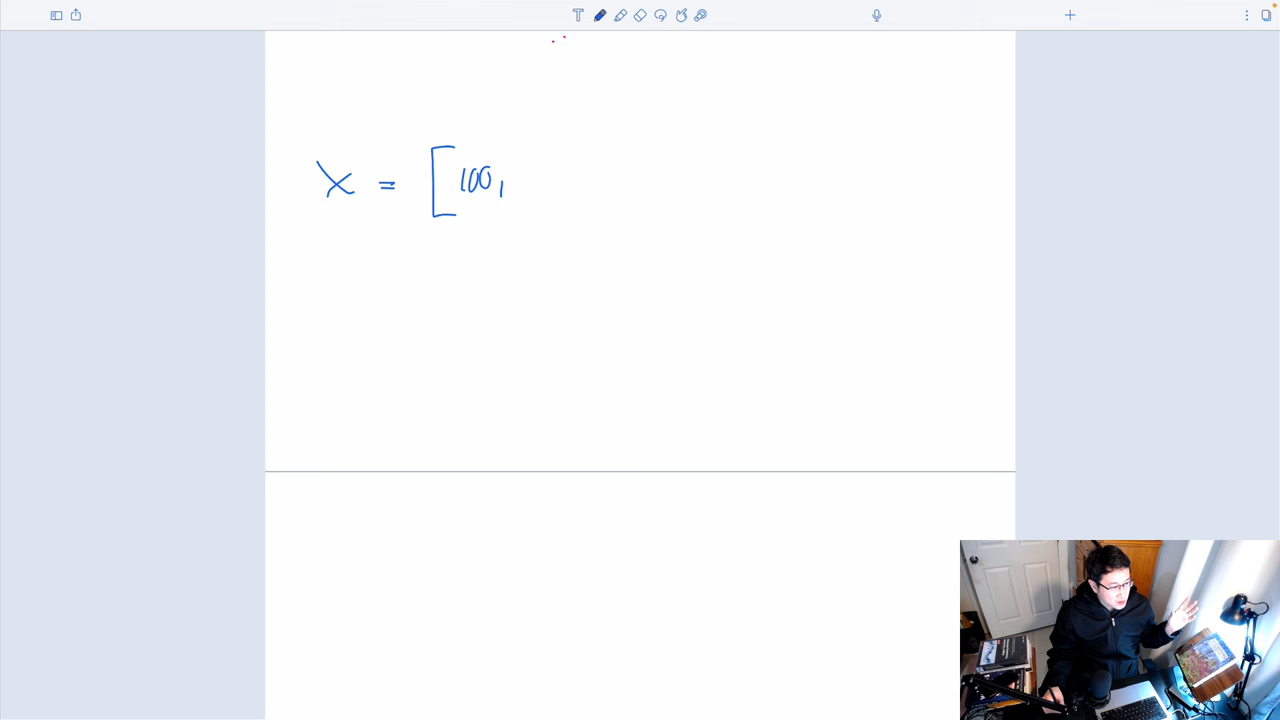 X = [ 100,